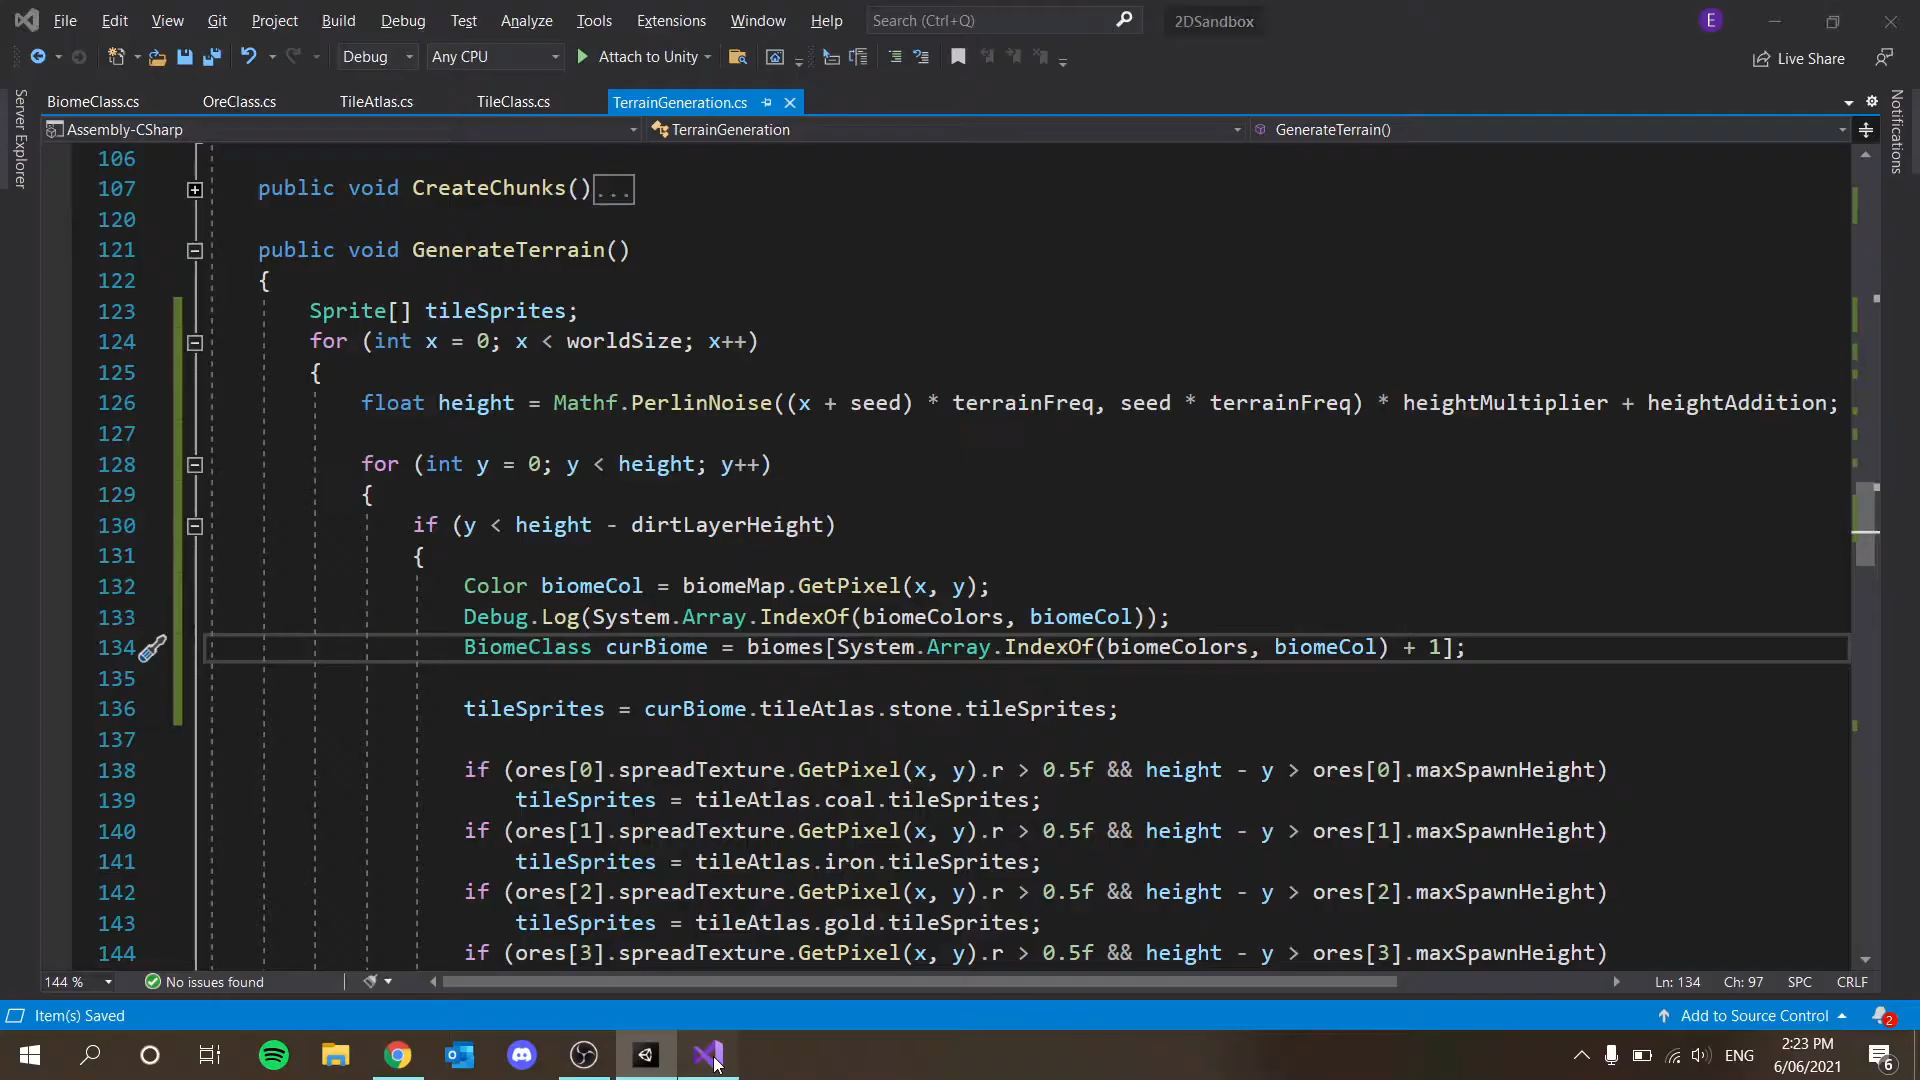 File Edit View Git Project Build Debug Test Analyze Tools Extensions Window Help Search (Ctrl+Q) 2DSandbox E
Debug Any CPU Attach to Unity Live Share
BiomeClass.cs OreClass.cs TileAtlas.cs TileClass.cs TerrainGeneration.cs
Server Explorer
Notifications
Assembly-CSharp TerrainGeneration GenerateTerrain()
106
107 public void CreateChunks()...
120
121 public void GenerateTerrain()
122 {
123 Sprite[] tileSprites;
124 for (int x = 0; x < worldSize; x++)
125 {
126 float height = Mathf.PerlinNoise((x + seed) * terrainFreq, seed * terrainFreq) * heightMultiplier + heightAddition;
127
128 for (int y = 0; y < height; y++)
129 {
130 if (y < height - dirtLayerHeight)
131 {
132 Color biomeCol = biomeMap.GetPixel(x, y);
133 Debug.Log(System.Array.IndexOf(biomeColors, biomeCol));
134 BiomeClass curBiome = biomes[System.Array.IndexOf(biomeColors, biomeCol) + 1];
135
136 tileSprites = curBiome.tileAtlas.stone.tileSprites;
137
138 if (ores[0].spreadTexture.GetPixel(x, y).r > 0.5f && height - y > ores[0].maxSpawnHeight)
139 tileSprites = tileAtlas.coal.tileSprites;
140 if (ores[1].spreadTexture.GetPixel(x, y).r > 0.5f && height - y > ores[1].maxSpawnHeight)
141 tileSprites = tileAtlas.iron.tileSprites;
142 if (ores[2].spreadTexture.GetPixel(x, y).r > 0.5f && height - y > ores[2].maxSpawnHeight)
143 tileSprites = tileAtlas.gold.tileSprites;
144 if (ores[3].spreadTexture.GetPixel(x, y).r > 0.5f && height - y > ores[3].maxSpawnHeight)
144 % No issues found Ln: 134 Ch: 97 SPC CRLF
Item(s) Saved Add to Source Control 2
ENG
2:23 PM
6/06/2021
6